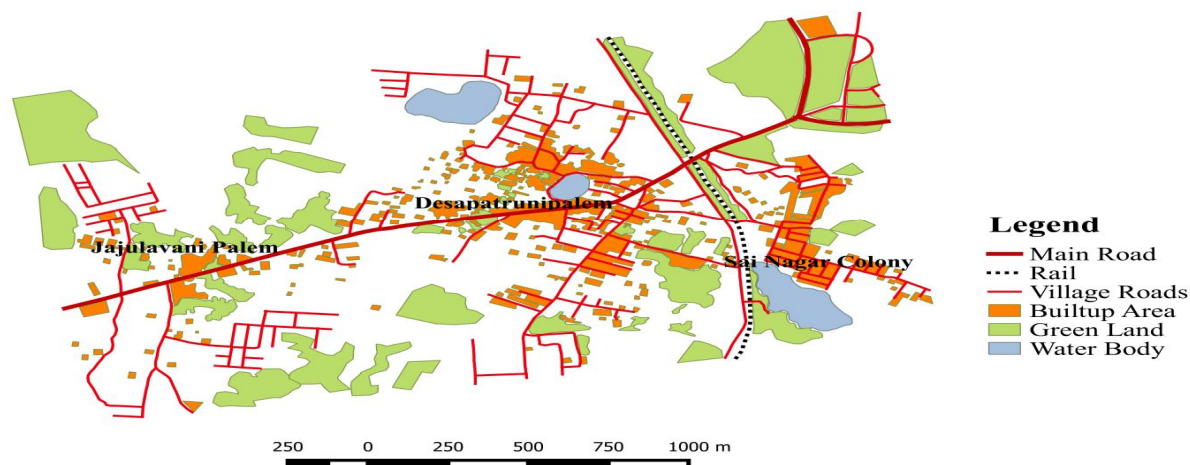 Desapatrunipalem
Jajulavani Palem
Sai Nagar Colony
Legend
Main Road
Rail
Village Roads
Builtup Area
Green Land
Water Body
250 0 250 500 750 1000 m